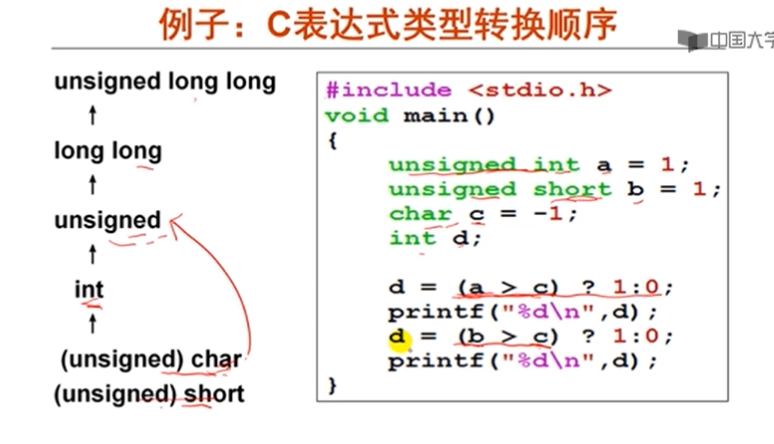 例子：C表达式类型转换顺序
中国大学
unsigned long long
long long
unsigned
int
(unsigned) char
(unsigned) short
#include <stdio.h>
void main()
{
unsigned int a = 1;
unsigned short b = 1;
char c = -1;
int d;
d = (a > c) ? 1:0;
printf("%d\n",d);
d = (b > c) ? 1:0;
printf("%d\n",d);
}